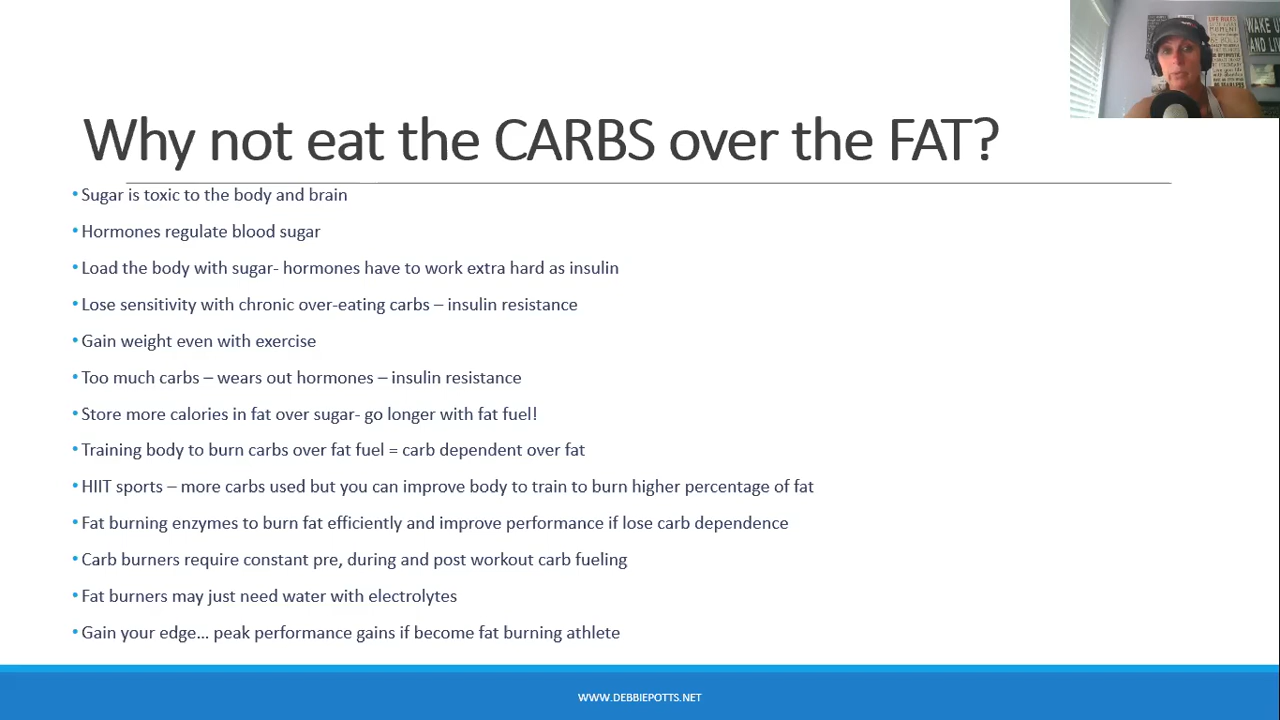 WAKE U
AND LIV
LIFE RULES
Why not eat the CARBS over the FAT?
• Sugar is toxic to the body and brain
• Hormones regulate blood sugar
• Load the body with sugar- hormones have to work extra hard as insulin
• Lose sensitivity with chronic over-eating carbs – insulin resistance
• Gain weight even with exercise
• Too much carbs – wears out hormones – insulin resistance
• Store more calories in fat over sugar- go longer with fat fuel!
• Training body to burn carbs over fat fuel = carb dependent over fat
• HIIT sports – more carbs used but you can improve body to train to burn higher percentage of fat
• Fat burning enzymes to burn fat efficiently and improve performance if lose carb dependence
• Carb burners require constant pre, during and post workout carb fueling
• Fat burners may just need water with electrolytes
• Gain your edge... peak performance gains if become fat burning athlete
WWW.DEBBIEPOTTS.NET